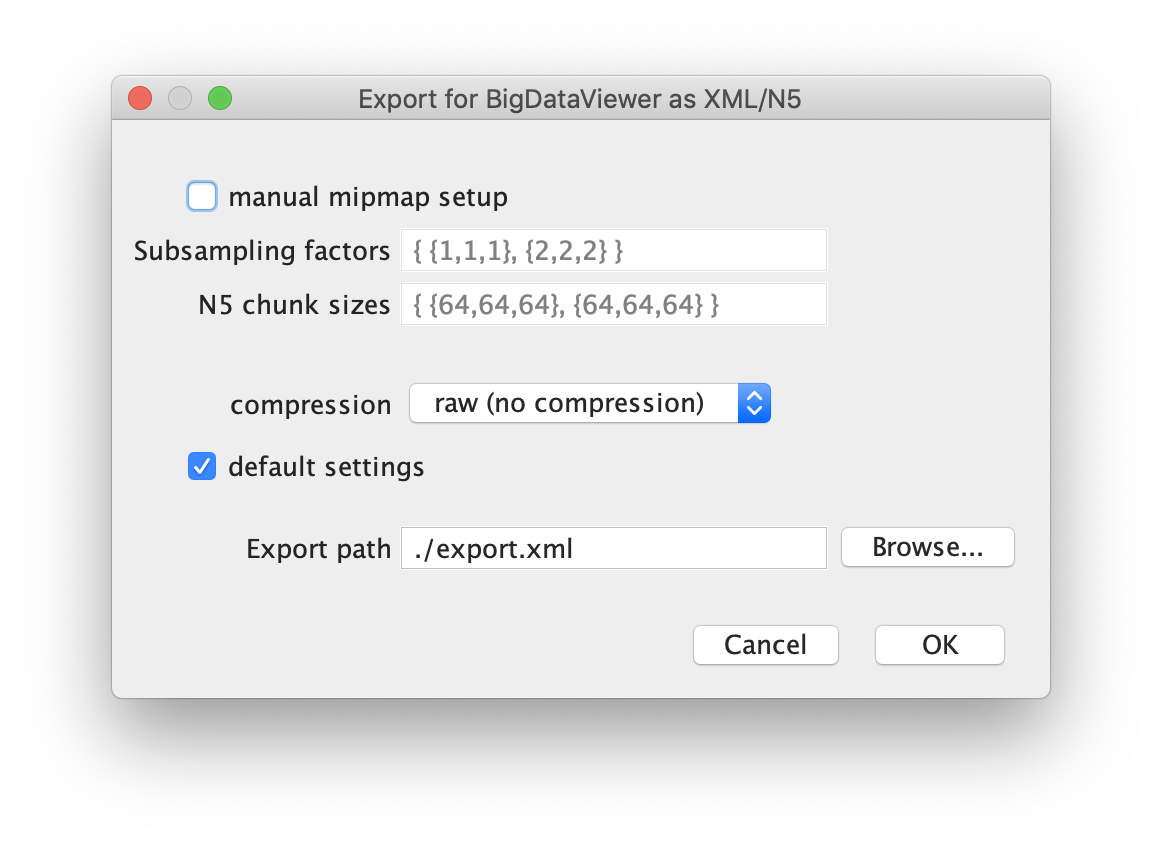 Export for BigDataViewer as XML/N5
manual mipmap setup
Subsampling factors { {1,1,1}, {2,2,2} }
N5 chunk sizes { {64,64,64}, {64,64,64} }
compression raw (no compression)
default settings
Export path ./export.xml Browse...
Cancel OK